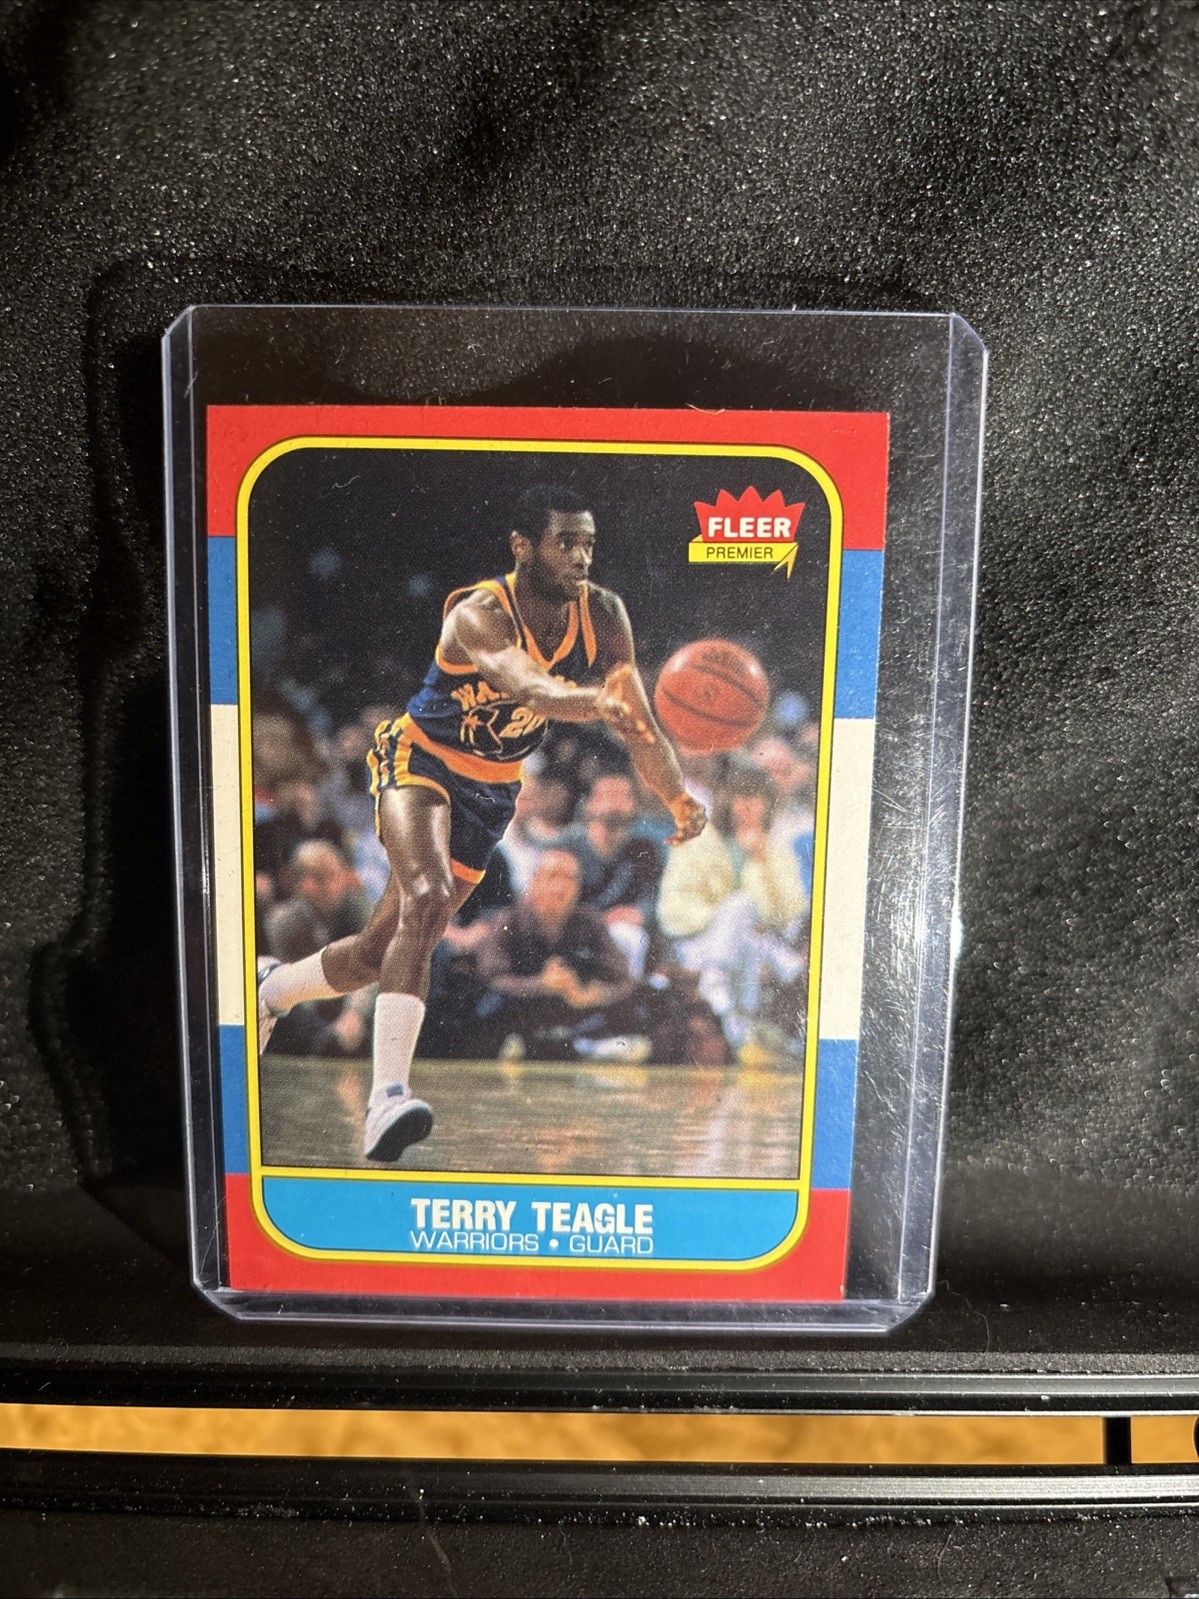 FLEER
PREMIER
TERRY TEAGLE
WARRIORS • GUARD